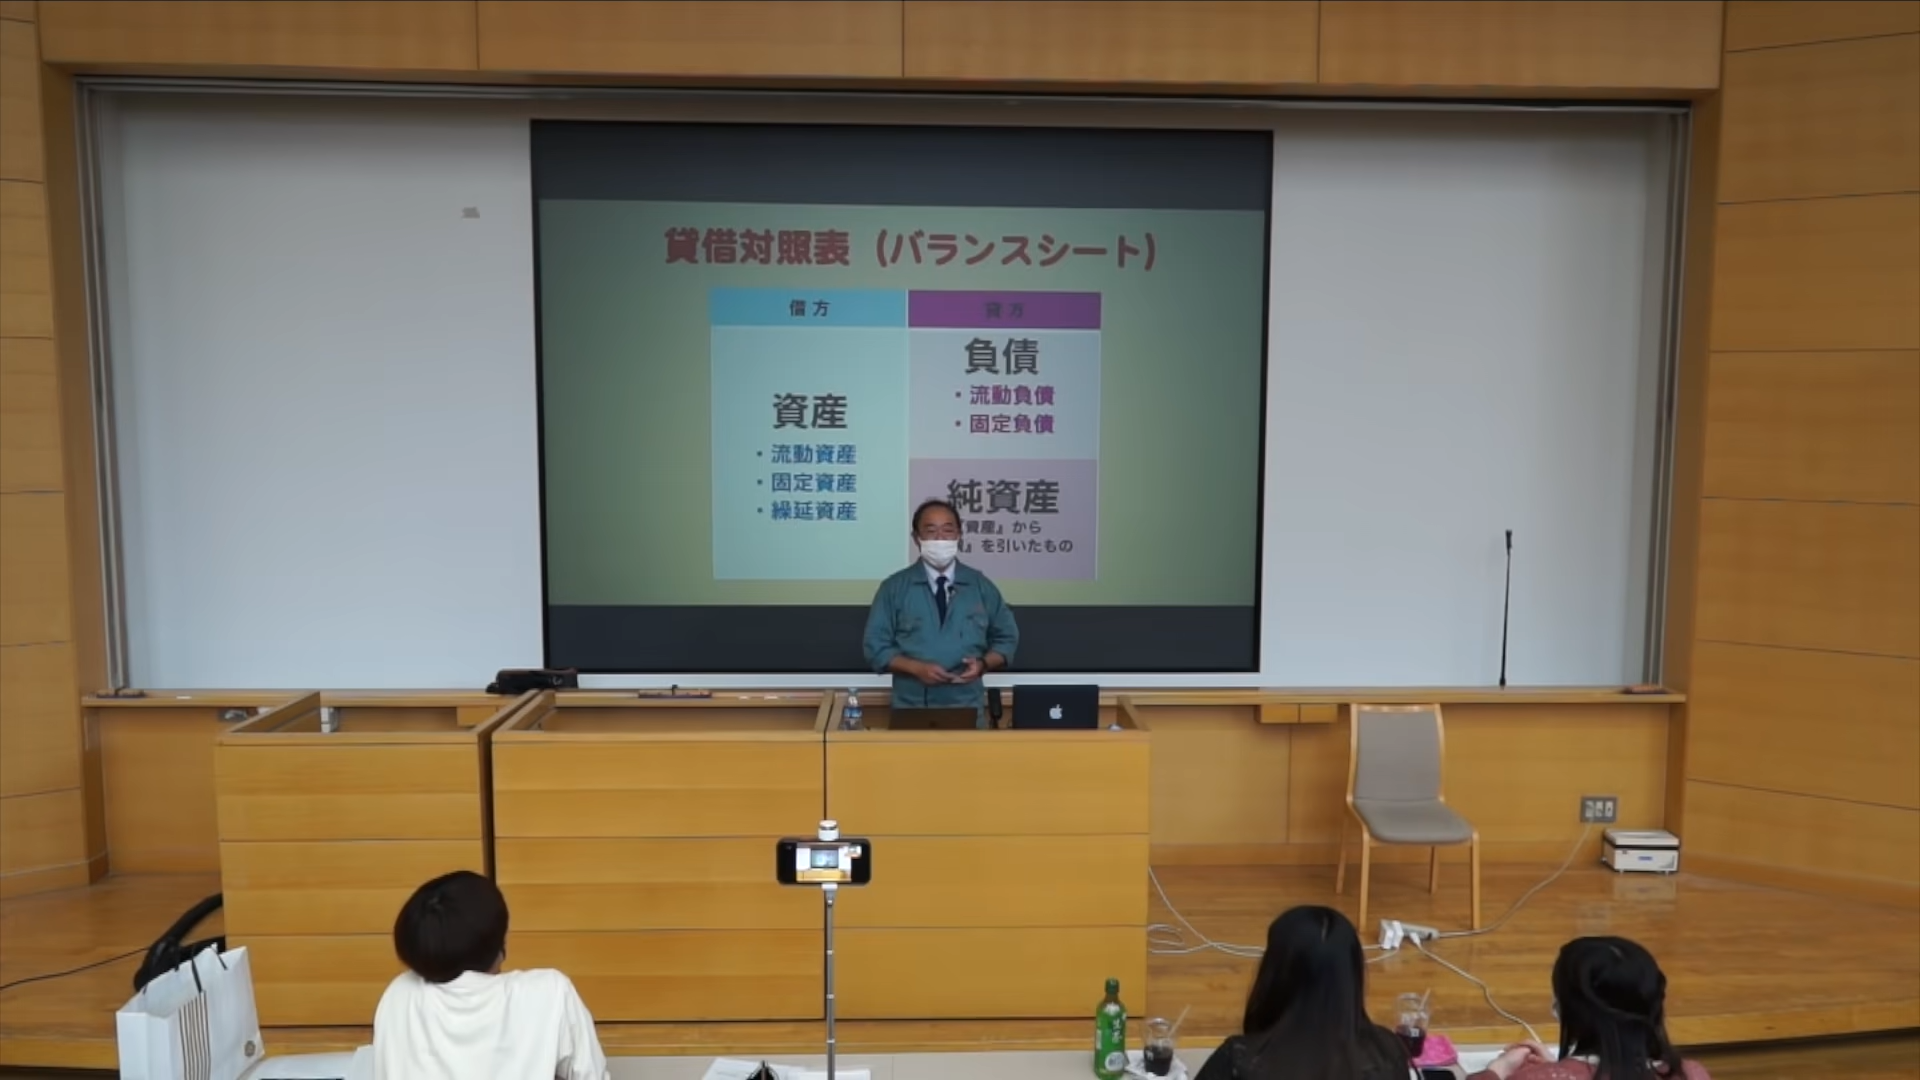 貸借対照表(バランスシート)
借方
貸方
資産
・流動資産
・固定資産
・繰延資産
負債
・流動負債
・固定負債
純資産
資産』から
』を引いたもの